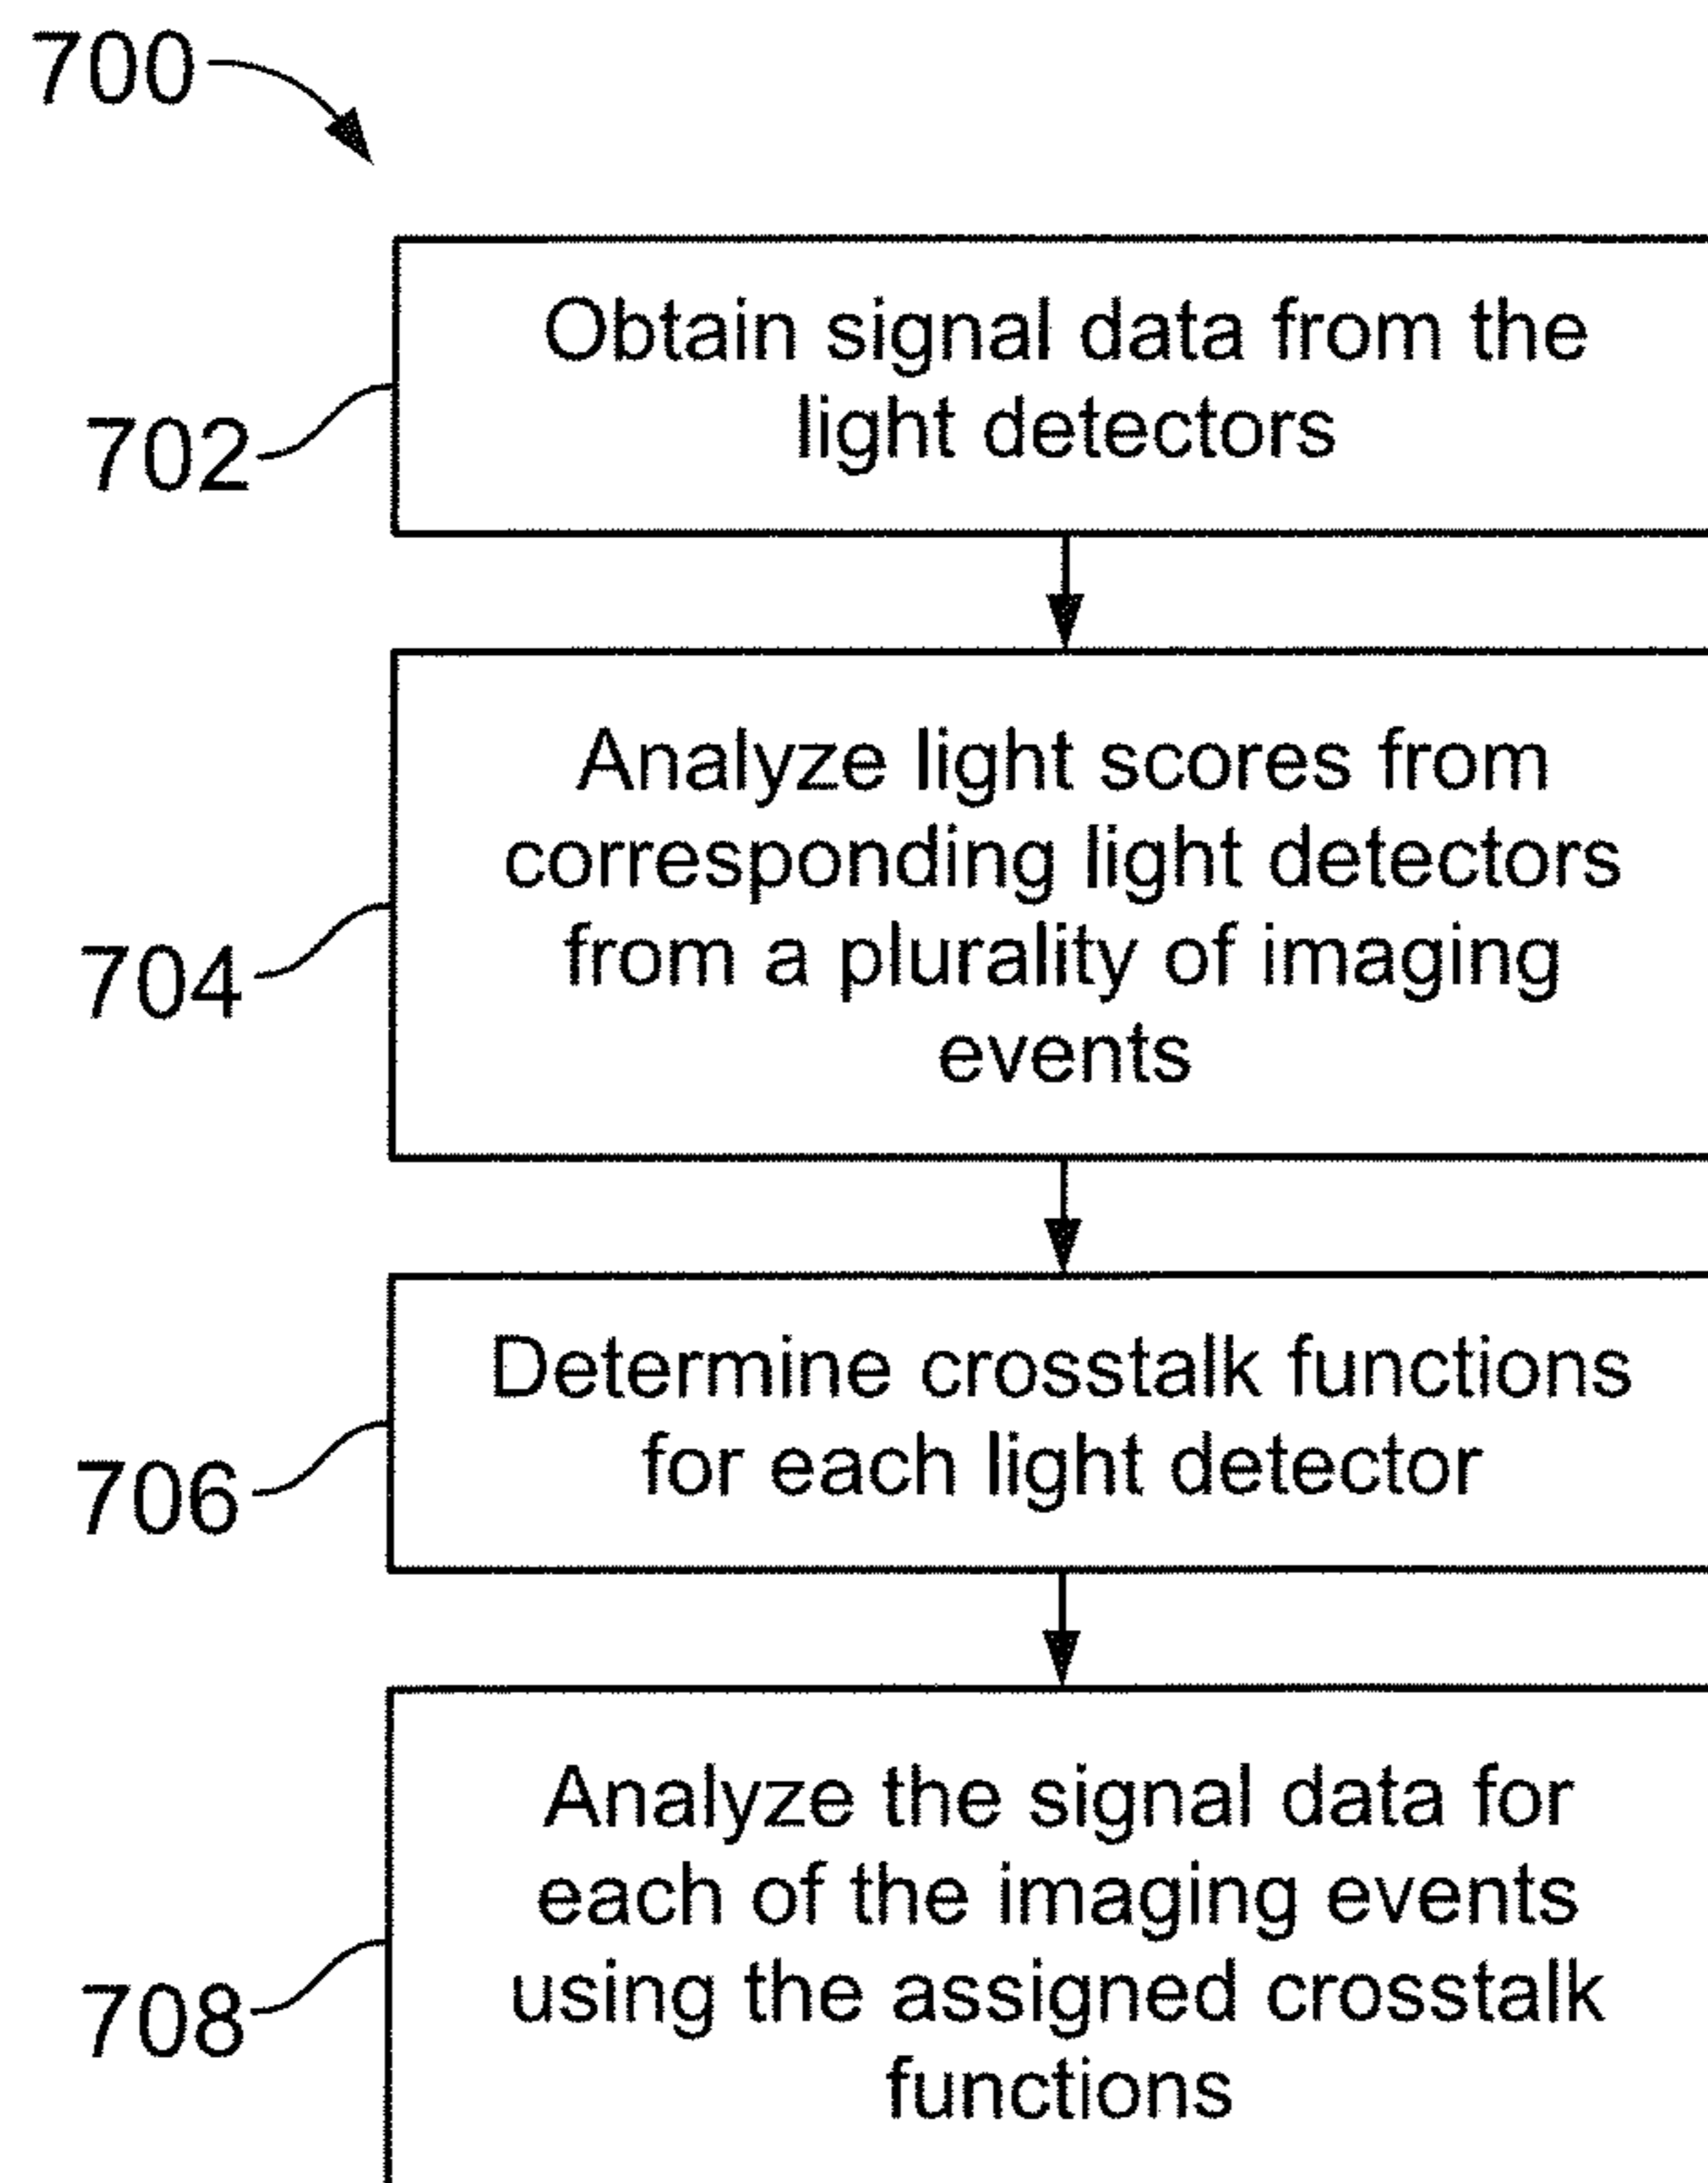 700
Obtain signal data from the
light detectors
702
Analyze light scores from
corresponding light detectors
from a plurality of imaging
events
704
Determine crosstalk functions
for each light detector
706
Analyze the signal data for
each of the imaging events
using the assigned crosstalk
functions
708